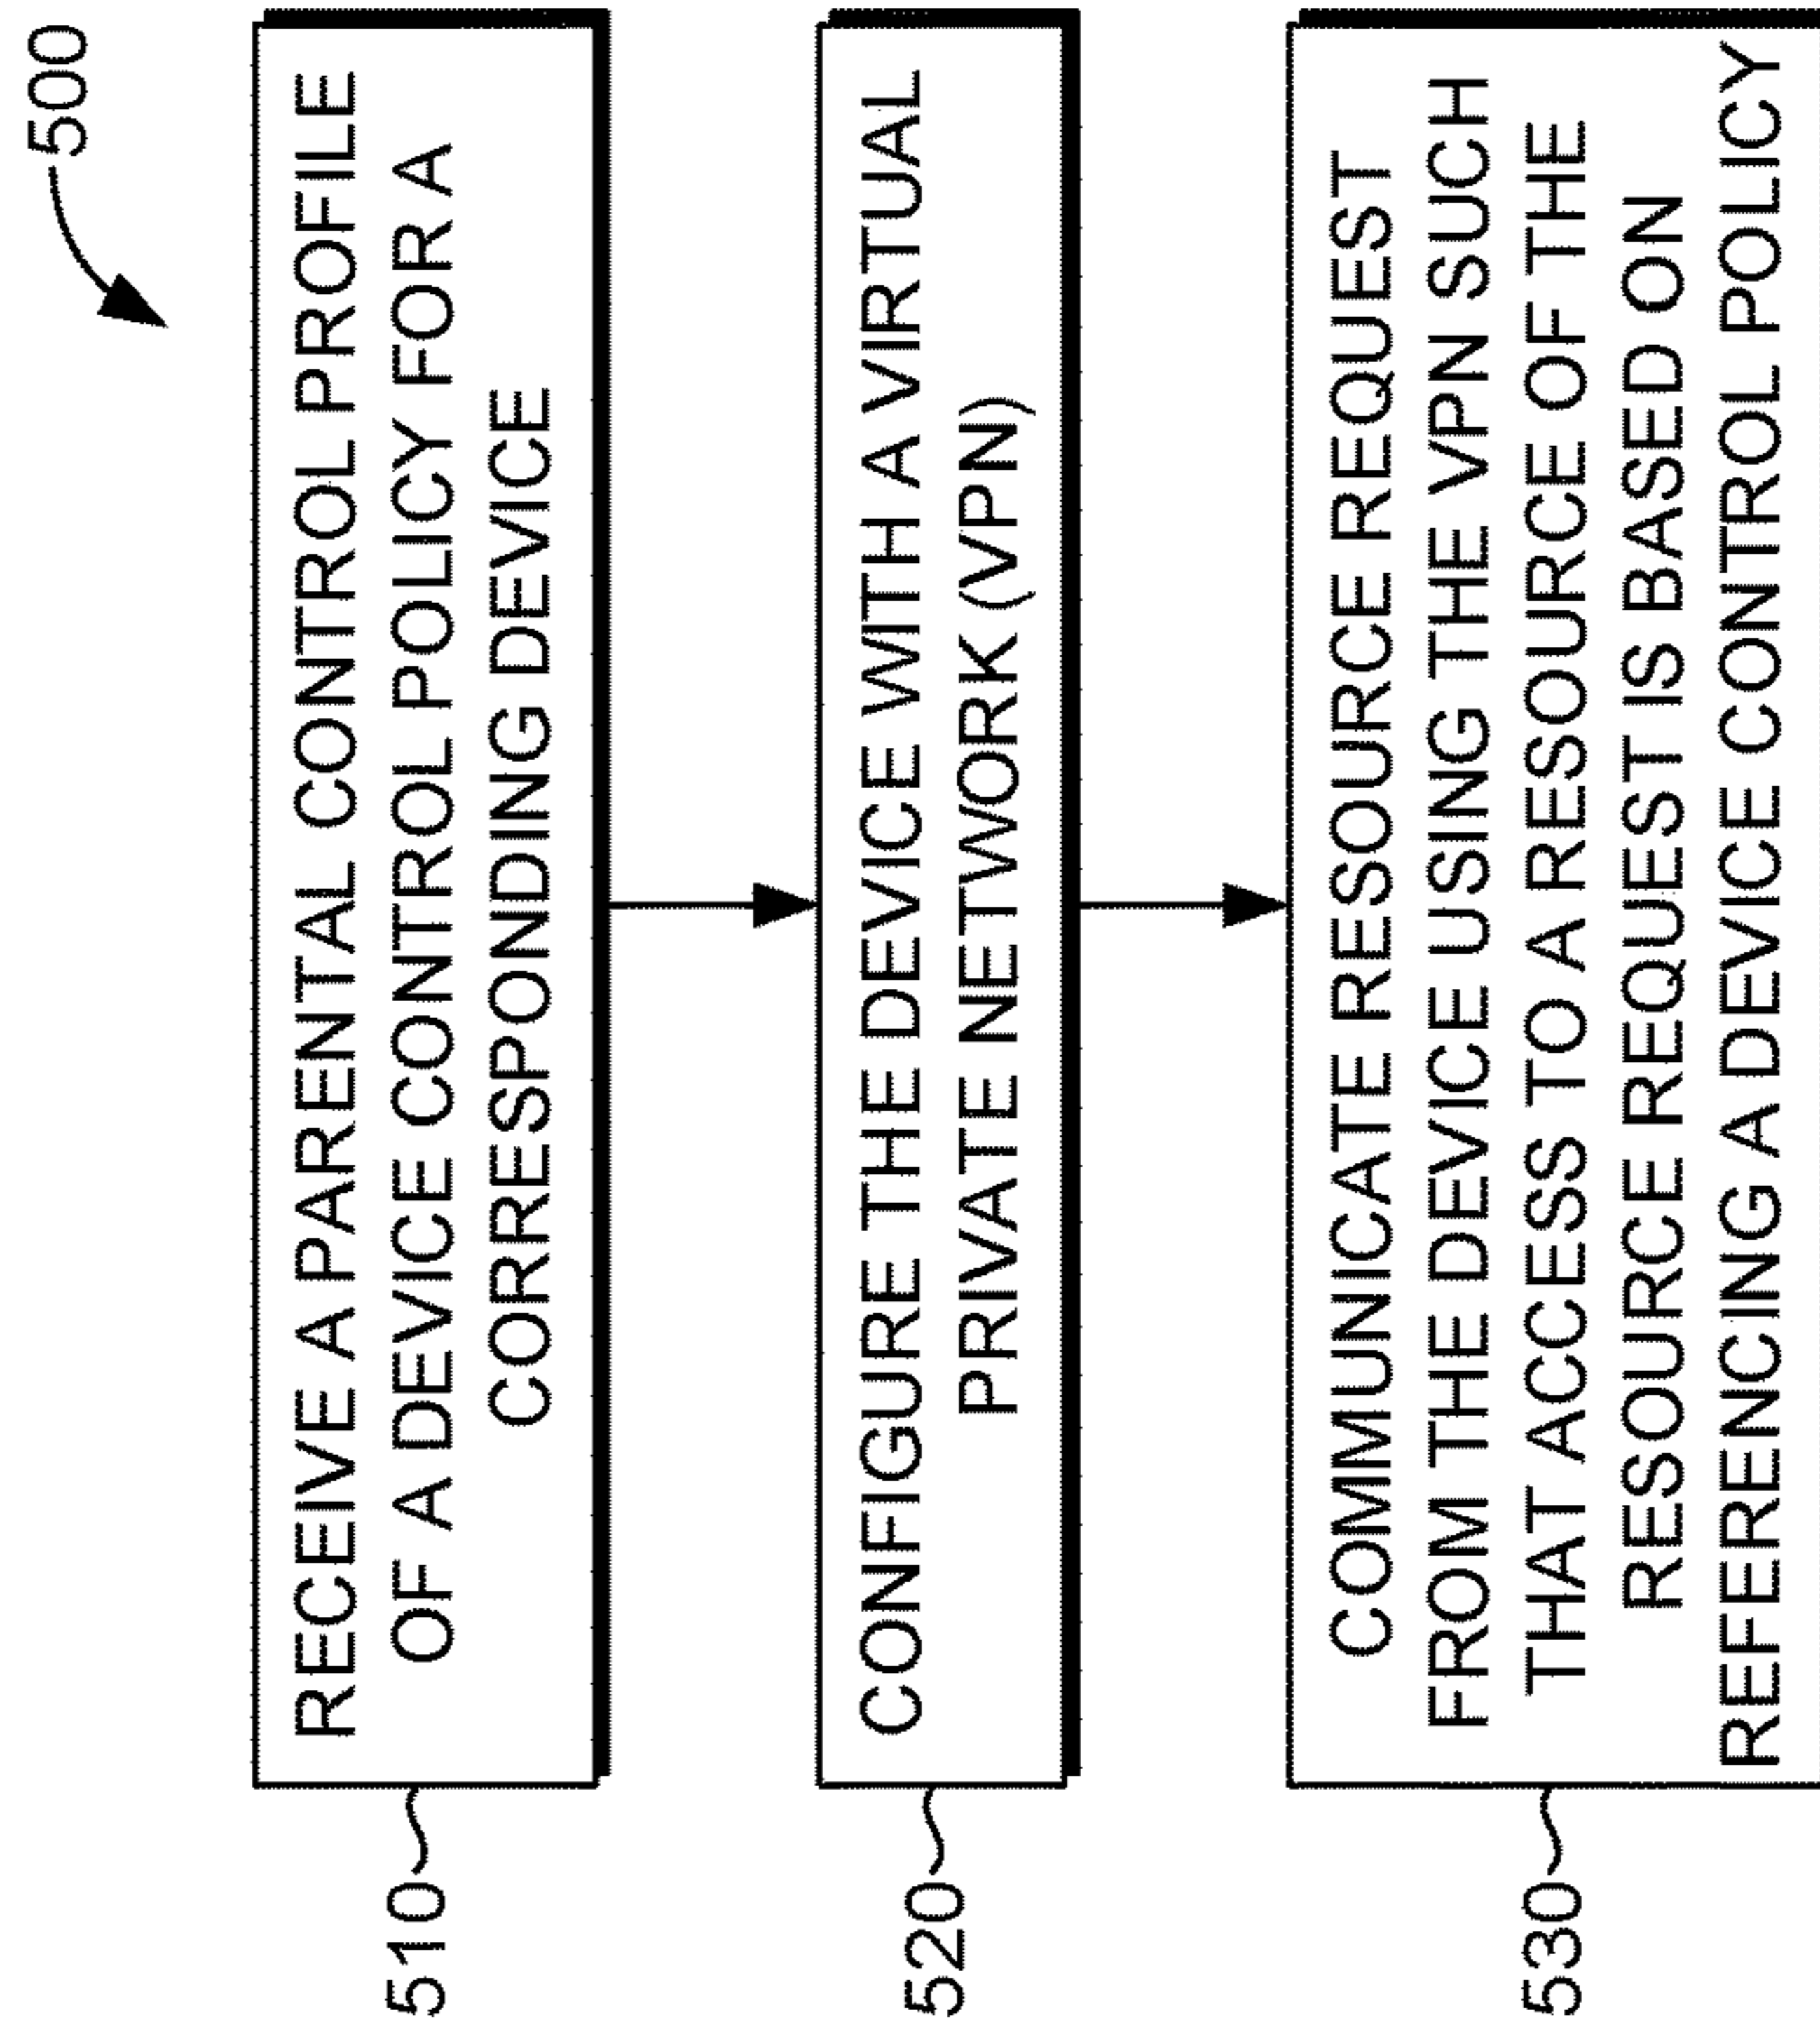 500
510
RECEIVE A PARENTAL CONTROL PROFILE
OF A DEVICE CONTROL POLICY FOR A
CORRESPONDING DEVICE
520
CONFIGURE THE DEVICE WITH A VIRTUAL
PRIVATE NETWORK (VPN)
530
COMMUNICATE RESOURCE REQUEST
FROM THE DEVICE USING THE VPN SUCH
THAT ACCESS TO A RESOURCE OF THE
RESOURCE REQUEST IS BASED ON
REFERENCING A DEVICE CONTROL POLICY